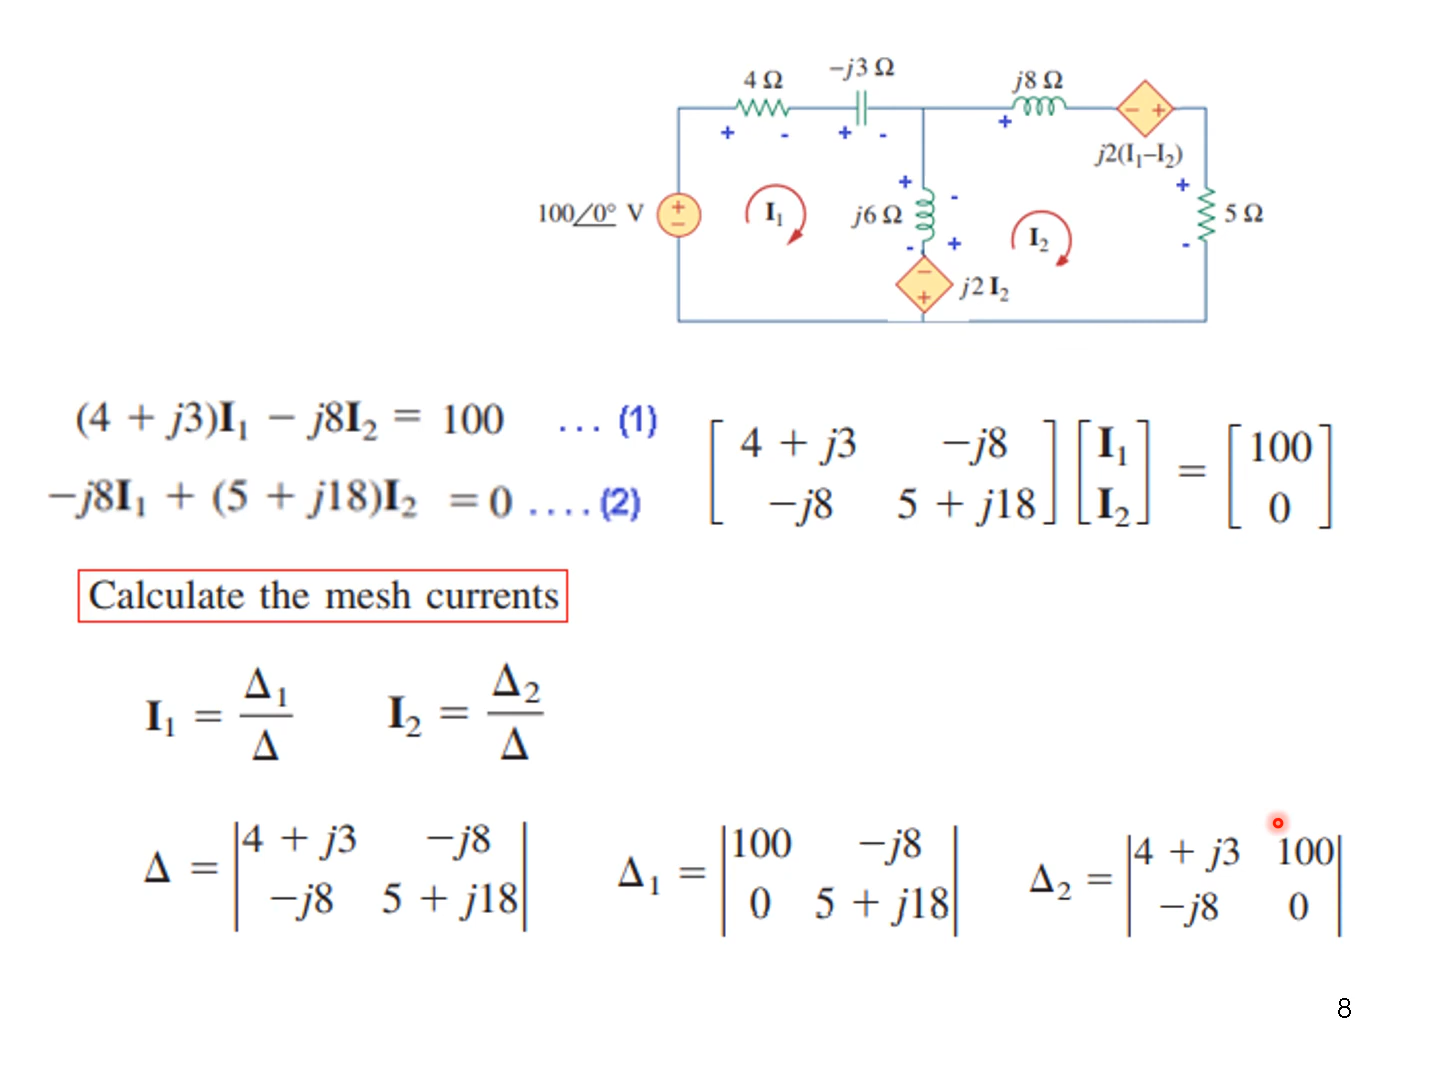 4 Ω −j3 Ω j8 Ω
+ - + - + − +
j2(I₁–I₂)
100∠0° V + − I₁ j6 Ω + - - + I₂ + - 5 Ω
− + j2 I₂
(4 + j3)I₁ − j8I₂ = 100 ... (1)
−j8I₁ + (5 + j18)I₂ = 0 ....(2)
[4 + j3 −j8] [I₁] = [100]
[−j8 5 + j18] [I₂] [0]
Calculate the mesh currents
I₁ = Δ₁/Δ I₂ = Δ₂/Δ
Δ = |4 + j3 −j8|
|−j8 5 + j18|
Δ₁ = |100 −j8|
|0 5 + j18|
Δ₂ = |4 + j3 100|
|−j8 0|
8